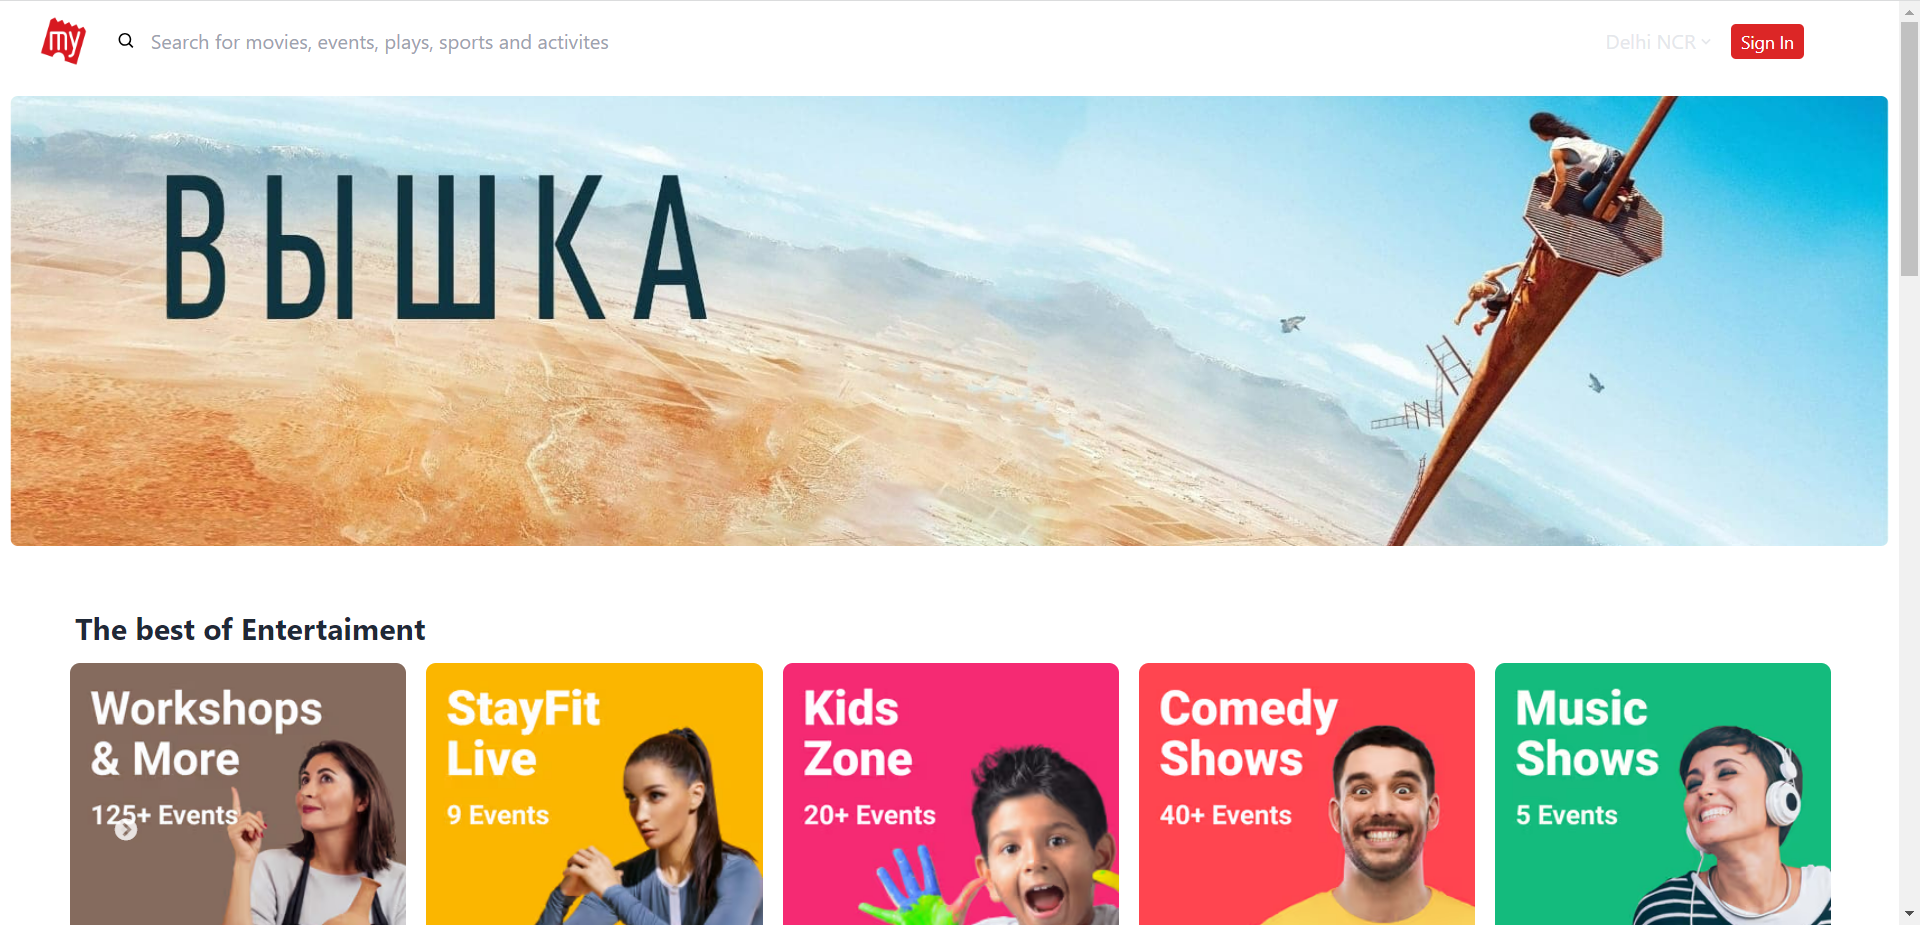 my
Search for movies, events, plays, sports and activites
Delhi NCR
Sign In
ВЫШКА
The best of Entertaiment
Workshops
& More
125+ Events
StayFit
Live
9 Events
Kids
Zone
20+ Events
Comedy
Shows
40+ Events
Music
Shows
5 Events